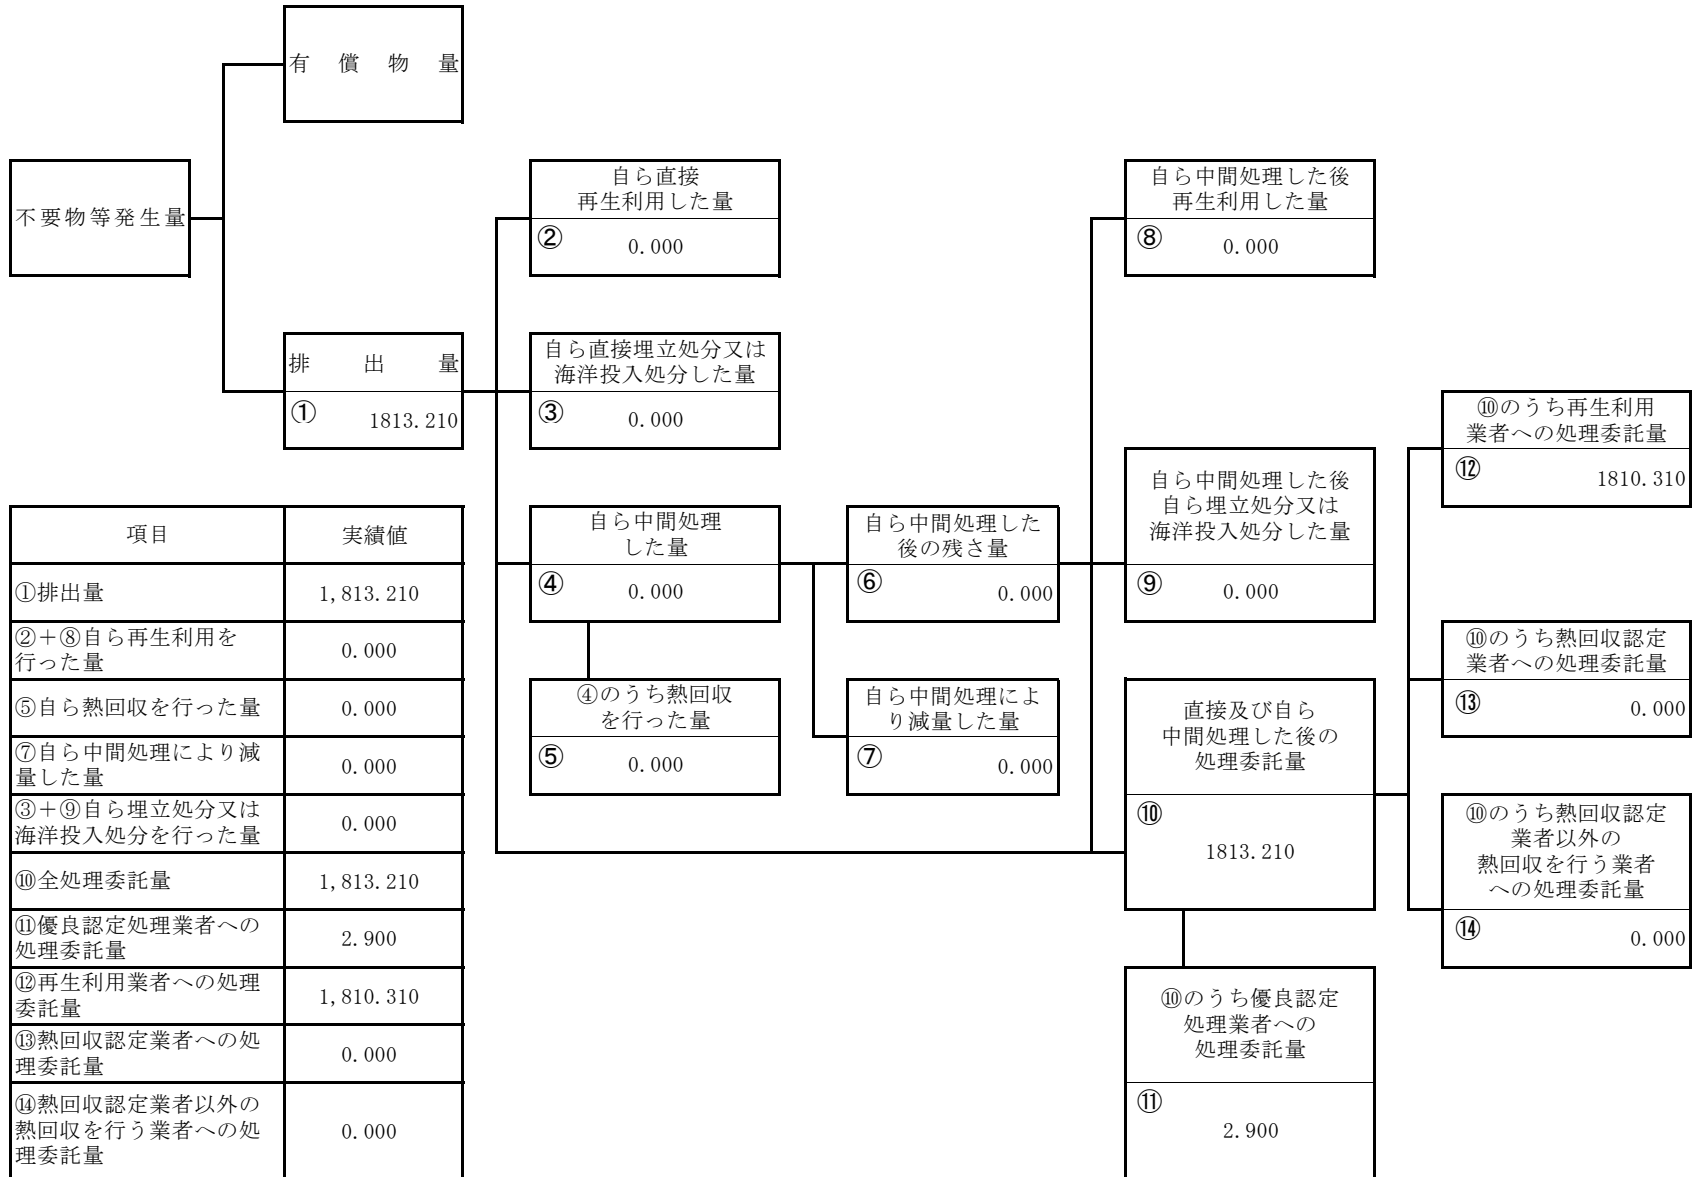 有償物量
不要物等発生量
排出量
① 1813.210
自ら直接
再生利用した量
② 0.000
自ら直接埋立処分又は
海洋投入処分した量
③ 0.000
自ら中間処理
した量
④ 0.000
④のうち熱回収
を行った量
⑤ 0.000
自ら中間処理した
後の残さ量
⑥ 0.000
自ら中間処理によ
り減量した量
⑦ 0.000
自ら中間処理した後
再生利用した量
⑧ 0.000
自ら中間処理した後
自ら埋立処分又は
海洋投入処分した量
⑨ 0.000
直接及び自ら
中間処理した後の
処理委託量
⑩
1813.210
⑩のうち優良認定
処理業者への
処理委託量
⑪
2.900
⑩のうち再生利用
業者への処理委託量
⑫ 1810.310
⑩のうち熱回収認定
業者への処理委託量
⑬ 0.000
⑩のうち熱回収認定
業者以外の
熱回収を行う業者
への処理委託量
⑭ 0.000
項目 実績値
①排出量 1,813.210
②+⑧自ら再生利用を
行った量 0.000
⑤自ら熱回収を行った量 0.000
⑦自ら中間処理により減
量した量 0.000
③+⑨自ら埋立処分又は
海洋投入処分を行った量 0.000
⑩全処理委託量 1,813.210
⑪優良認定処理業者への
処理委託量 2.900
⑫再生利用業者への処理
委託量 1,810.310
⑬熱回収認定業者への処
理委託量 0.000
⑭熱回収認定業者以外の
熱回収を行う業者への処
理委託量 0.000